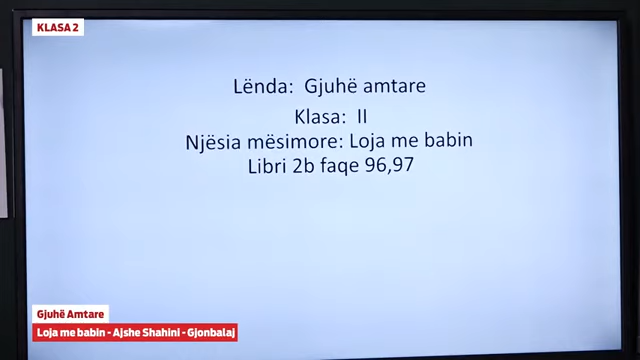 KLASA 2
Lënda: Gjuhë amtare
Klasa: II
Njësia mësimore: Loja me babin
Libri 2b faqe 96,97
Gjuhë Amtare
Loja me babin - Ajshe Shahini - Gjonbalaj